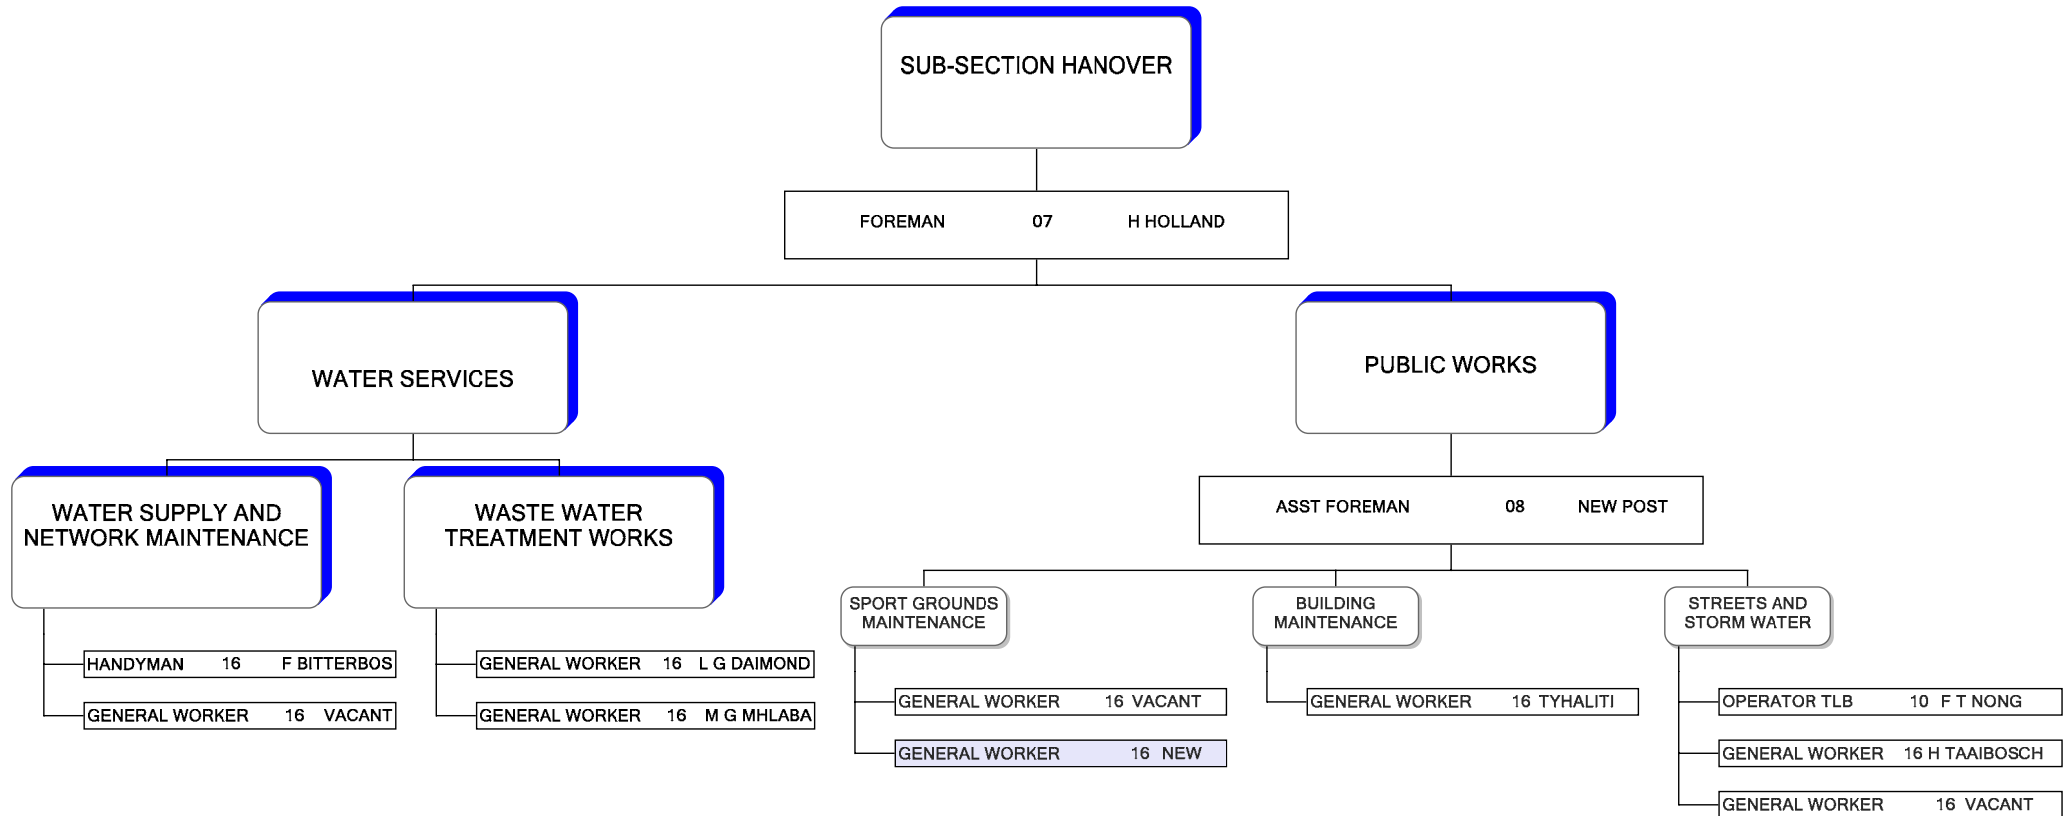 SUB-SECTION HANOVER
FOREMAN 07 H HOLLAND
WATER SERVICES
PUBLIC WORKS
WATER SUPPLY AND
NETWORK MAINTENANCE
WASTE WATER
TREATMENT WORKS
ASST FOREMAN 08 NEW POST
HANDYMAN 16 F BITTERBOS
GENERAL WORKER 16 VACANT
GENERAL WORKER 16 L G DAIMOND
GENERAL WORKER 16 M G MHLABA
SPORT GROUNDS
MAINTENANCE
GENERAL WORKER 16 VACANT
GENERAL WORKER 16 NEW
BUILDING
MAINTENANCE
GENERAL WORKER 16 TYHALITI
STREETS AND
STORM WATER
OPERATOR TLB 10 F T NONG
GENERAL WORKER 16 H TAAIBOSCH
GENERAL WORKER 16 VACANT